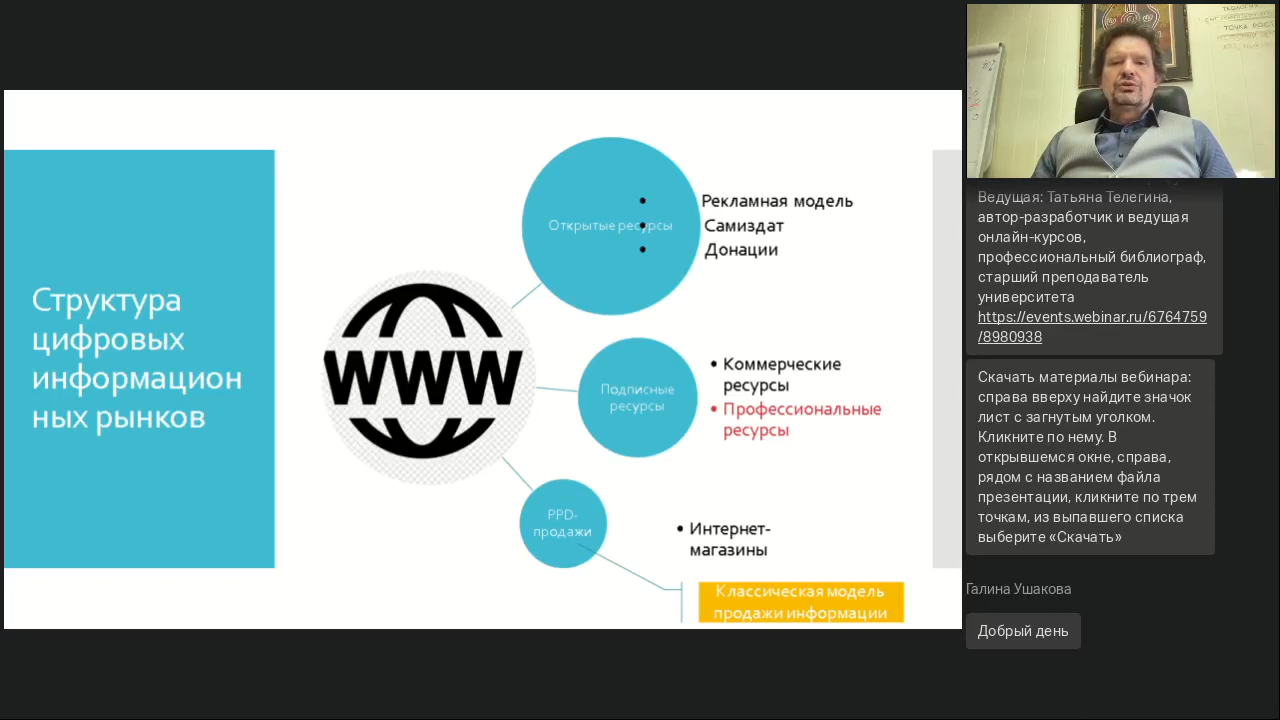 Структура
цифровых
информацион
ных рынков
WWW
Открытые ресурсы
• Рекламная модель
• Самиздат
• Донации
Подписные
ресурсы
• Коммерческие
ресурсы
• Профессиональные
ресурсы
PPD-
продажи
• Интернет-
магазины
Классическая модель
продажи информации
ТОЧКА
Ведущая: Татьяна Телегина,
автор-разработчик и ведущая
онлайн-курсов,
профессиональный библиограф,
старший преподаватель
университета
https://events.webinar.ru/6764759
/8980938
Скачать материалы вебинара:
справа вверху найдите значок
лист с загнутым уголком.
Кликните по нему. В
открывшемся окне, справа,
рядом с названием файла
презентации, кликните по трем
точкам, из выпавшего списка
выберите «Скачать»
Галина Ушакова
Добрый день